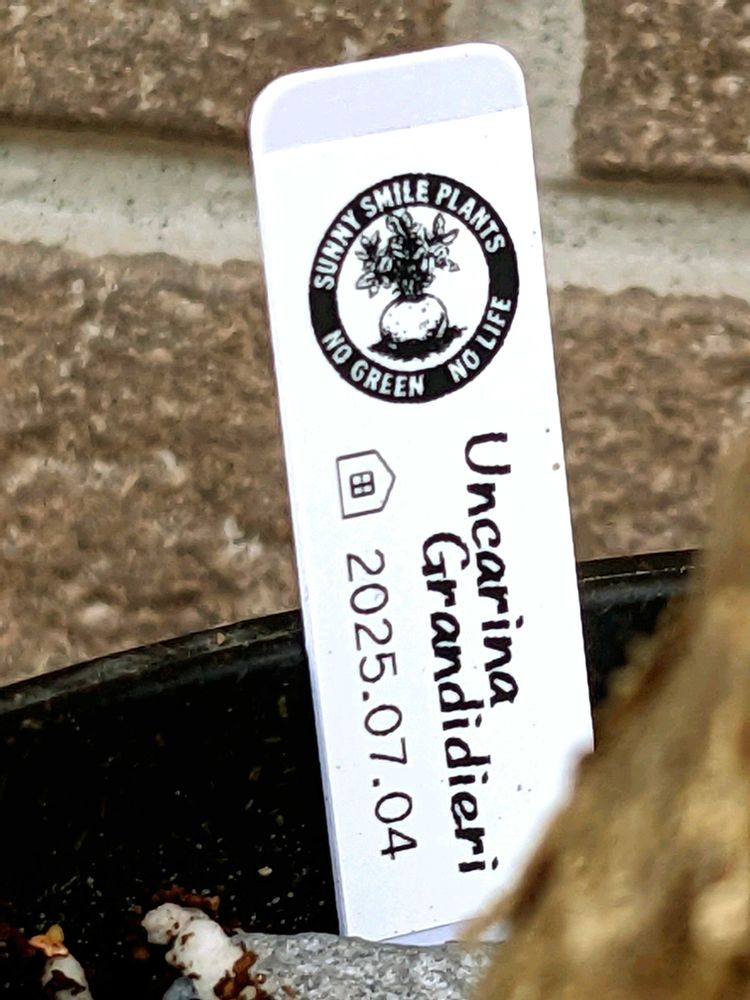 SUNNY SMILE PLANTS
NO GREEN NO LIFE
Uncarina
Grandidieri
2025.07.04